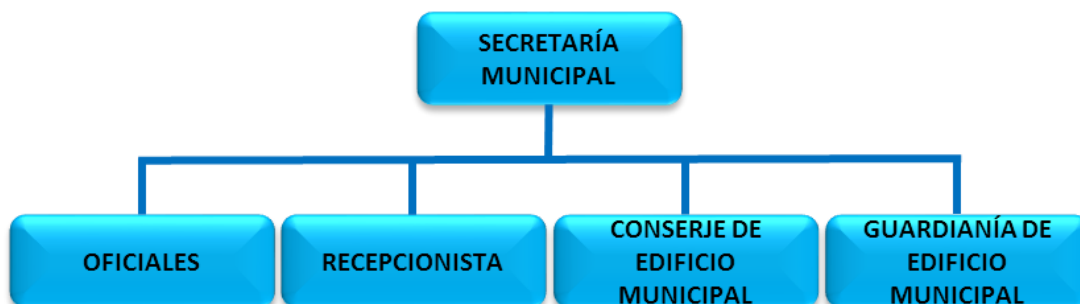 SECRETARÍA
MUNICIPAL
OFICIALES
RECEPCIONISTA
CONSERJE DE
EDIFICIO
MUNICIPAL
GUARDIANÍA DE
EDIFICIO
MUNICIPAL